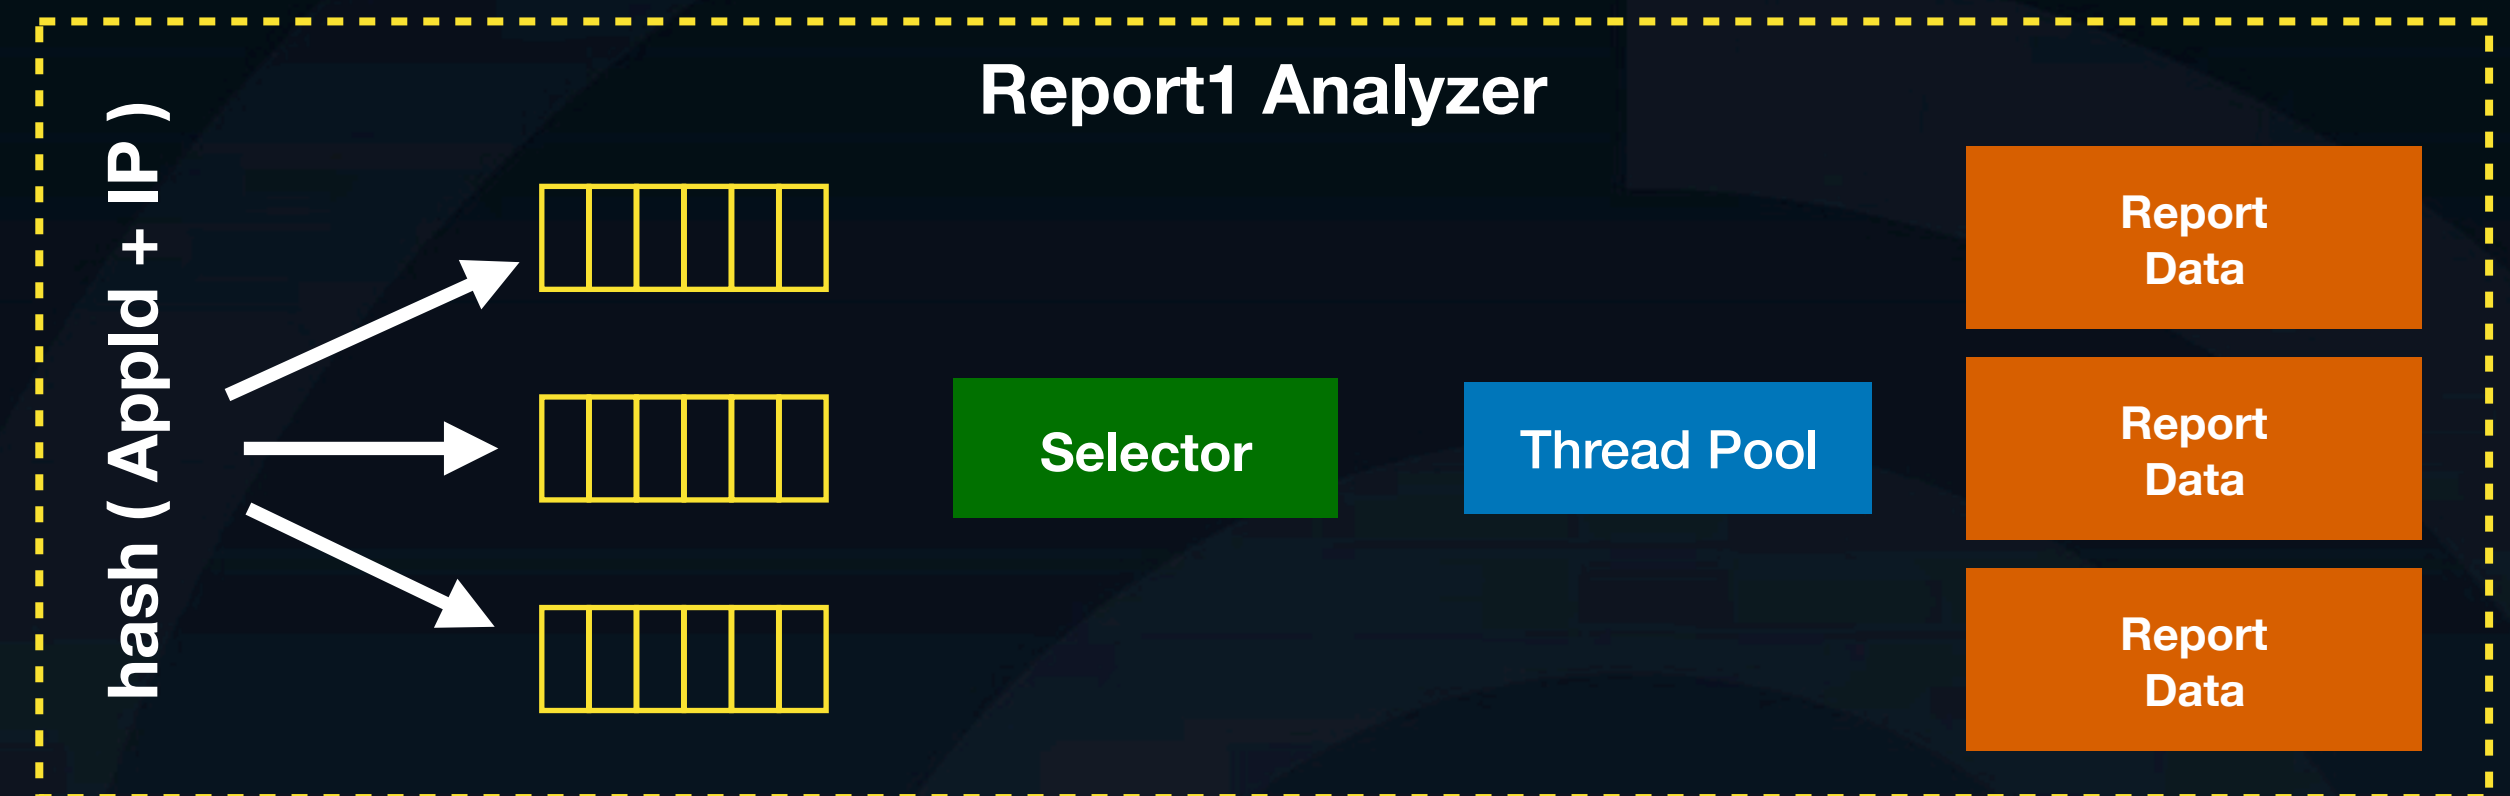 Report1 Analyzer
hash ( AppId + IP )
Selector
Thread Pool
Report
Data
Report
Data
Report
Data